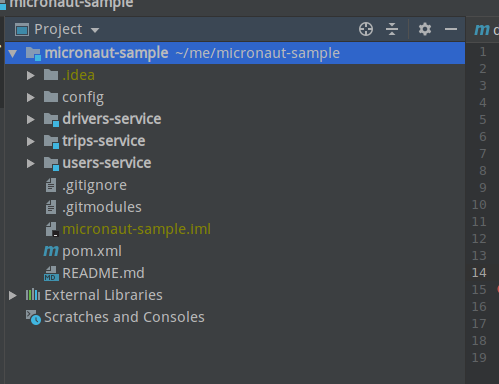 micronaut-sample
Project
micronaut-sample ~/me/micronaut-sample
.idea
config
drivers-service
trips-service
users-service
.gitignore
.gitmodules
micronaut-sample.iml
m pom.xml
MD README.md
External Libraries
Scratches and Consoles
m
1
2
3
4
5
6
7
8
9
10
11
12
13
14
15
16
17
18
19